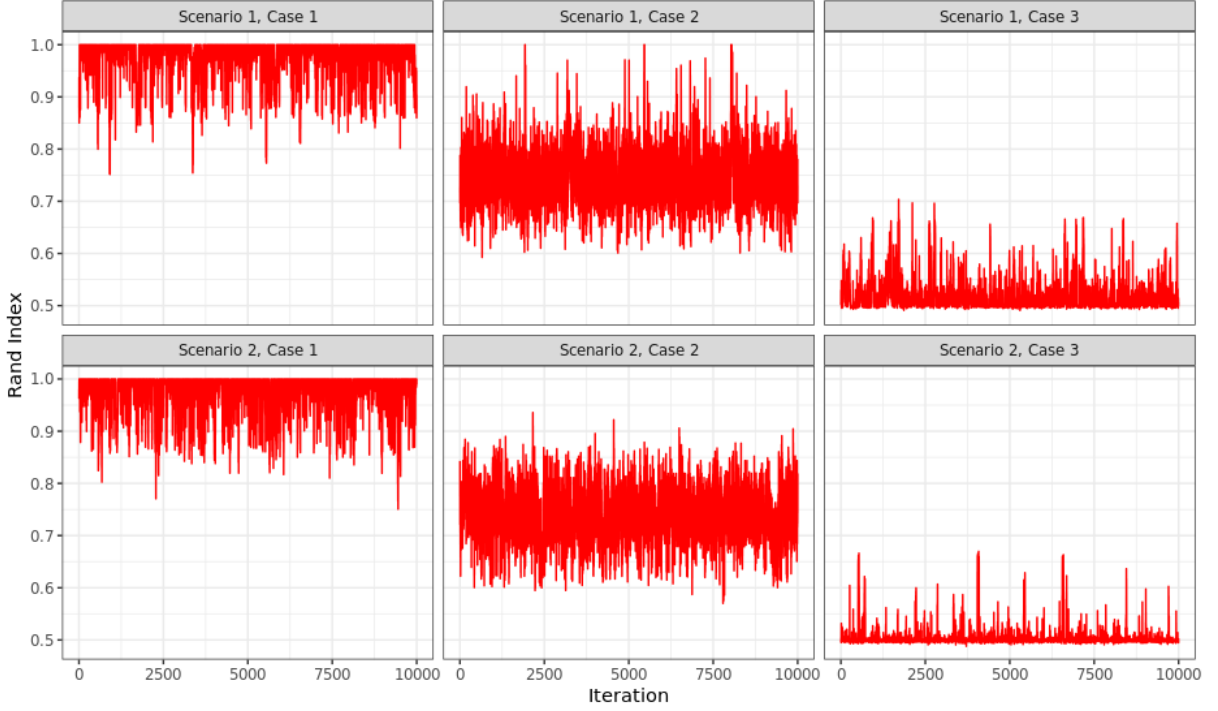 Scenario 1, Case 1
Scenario 1, Case 2
Scenario 1, Case 3
1.0
0.9
0.8
0.7
0.6
0.5
Rand Index
Scenario 2, Case 1
Scenario 2, Case 2
Scenario 2, Case 3
1.0
0.9
0.8
0.7
0.6
0.5
0 2500 5000 7500 10000
0 2500 5000 7500 10000
0 2500 5000 7500 10000
Iteration